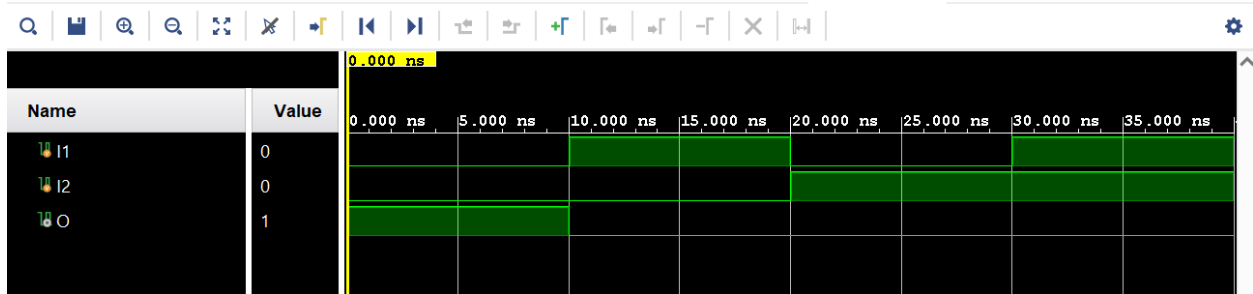 0.000 ns
Name Value
0.000 ns 5.000 ns 10.000 ns 15.000 ns 20.000 ns 25.000 ns 30.000 ns 35.000 ns
I1 0
I2 0
O 1